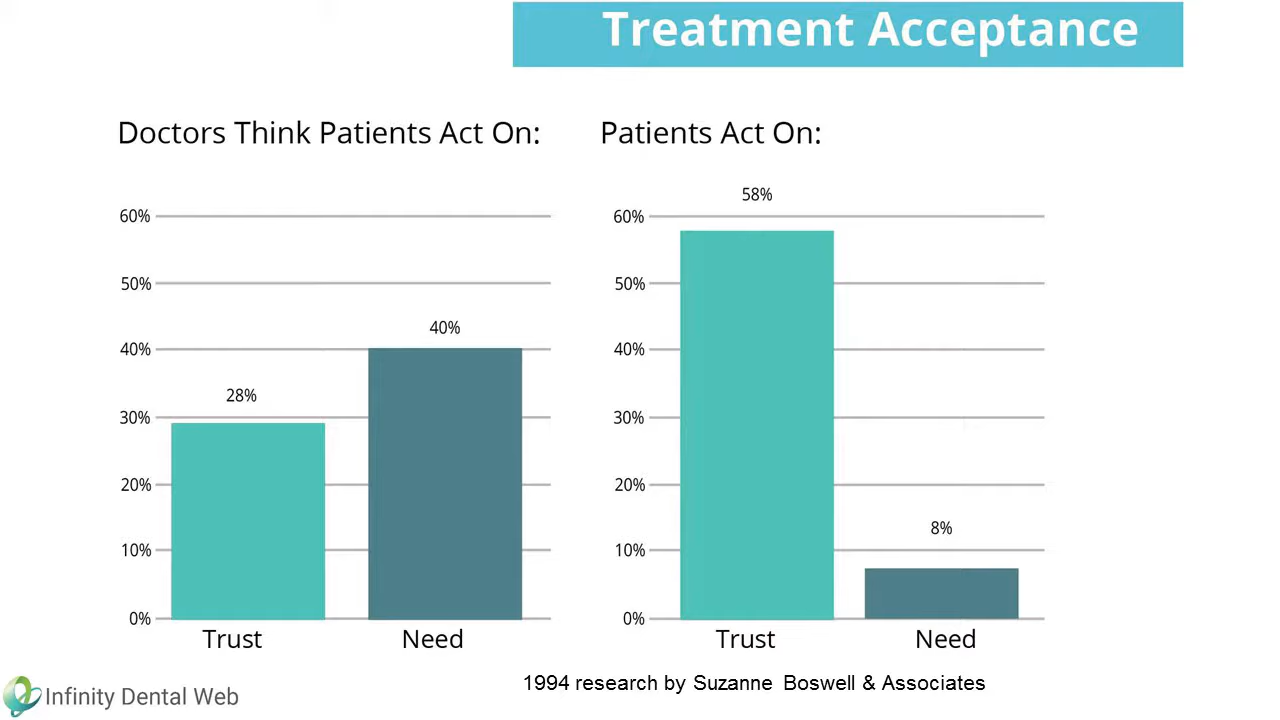 Treatment Acceptance
Doctors Think Patients Act On:
60%
50%
40%
30%
20%
10%
0%
28%
40%
Trust
Need
Patients Act On:
60%
50%
40%
30%
20%
10%
0%
58%
8%
Trust
Need
Infinity Dental Web
1994 research by Suzanne Boswell & Associates